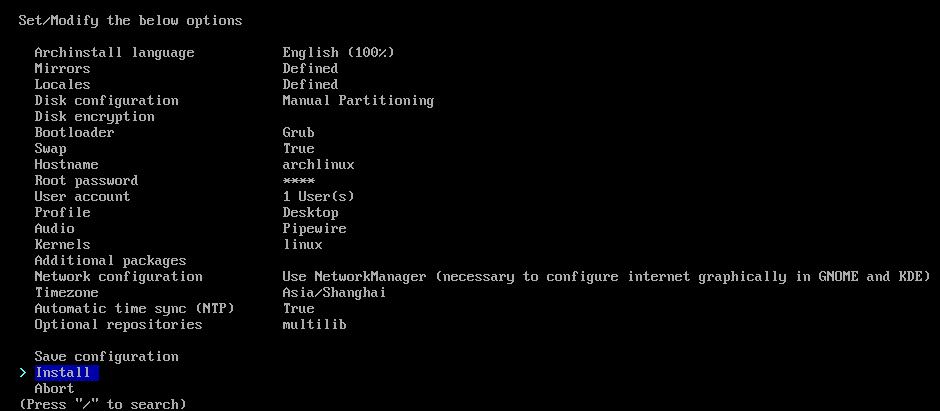 Set/Modify the below options
Archinstall language English (100%)
Mirrors Defined
Locales Defined
Disk configuration Manual Partitioning
Disk encryption
Bootloader Grub
Swap True
Hostname archlinux
Root password ****
User account 1 User(s)
Profile Desktop
Audio Pipewire
Kernels linux
Additional packages
Network configuration Use NetworkManager (necessary to configure internet graphically in GNOME and KDE)
Timezone Asia/Shanghai
Automatic time sync (NTP) True
Optional repositories multilib
Save configuration
> Install
Abort
(Press "/" to search)